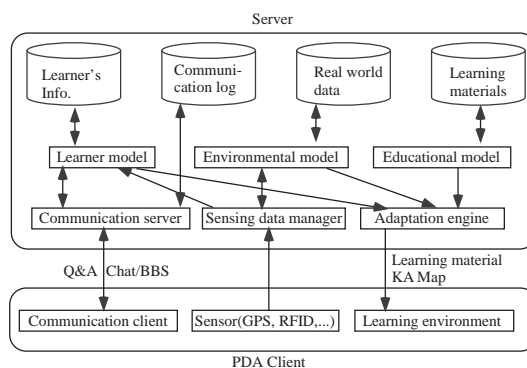 Server
Learner's
Info.
Communi-
cation log
Real world
data
Learning
materials
Learner model
Environmental model
Educational model
Communication server
Sensing data manager
Adaptation engine
Q&A
Chat/BBS
Learning material
KA Map
Communication client
Sensor(GPS, RFID,...)
Learning environment
PDA Client